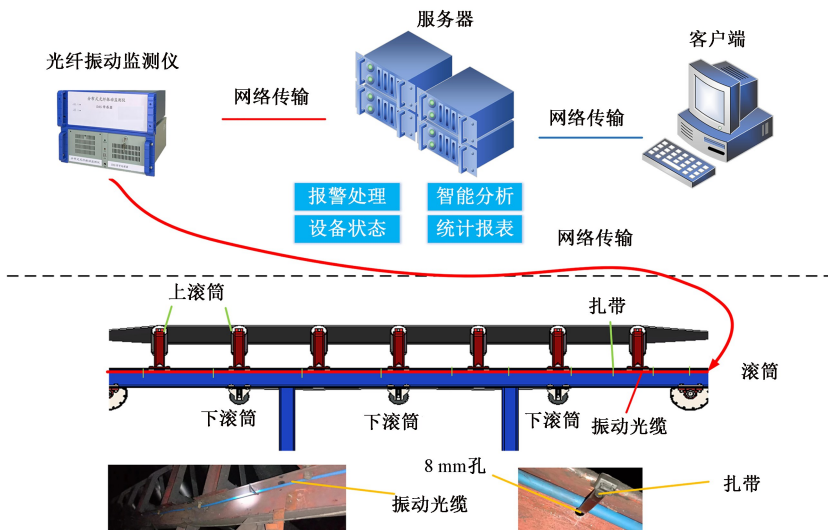 服务器
客户端
光纤振动监测仪
网络传输
网络传输
报警处理
智能分析
设备状态
统计报表
网络传输
上滚筒
扎带
滚筒
下滚筒
下滚筒
下滚筒
振动光缆
8 mm孔
振动光缆
扎带